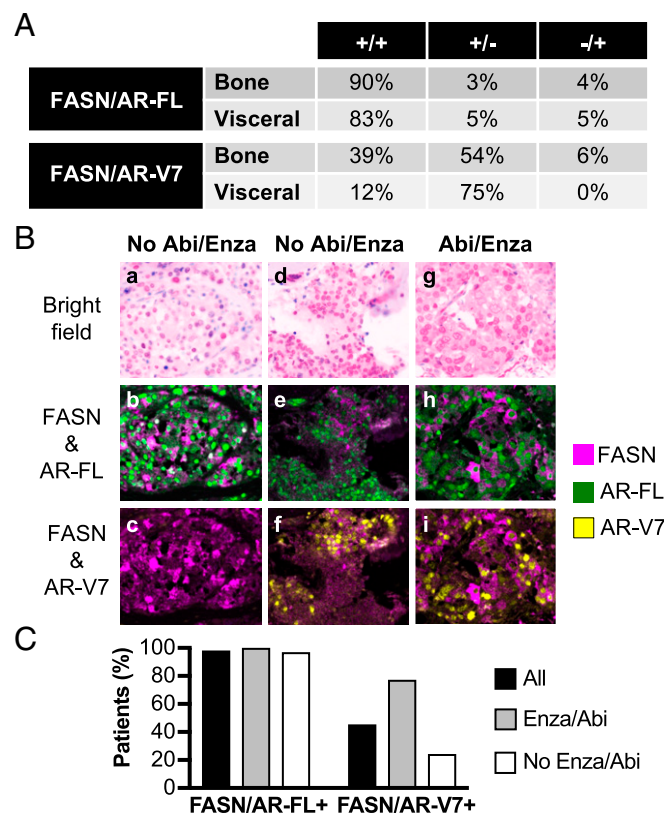 A
+/+ +/- -/+
FASN/AR-FL Bone 90% 3% 4%
Visceral 83% 5% 5%
FASN/AR-V7 Bone 39% 54% 6%
Visceral 12% 75% 0%
B
No Abi/Enza No Abi/Enza Abi/Enza
Bright
field
a d g
FASN
&
AR-FL
b e h
FASN
&
AR-V7
c f i
FASN
AR-FL
AR-V7
C
Patients (%)
100
80
60
40
20
0
FASN/AR-FL+ FASN/AR-V7+
All
Enza/Abi
No Enza/Abi